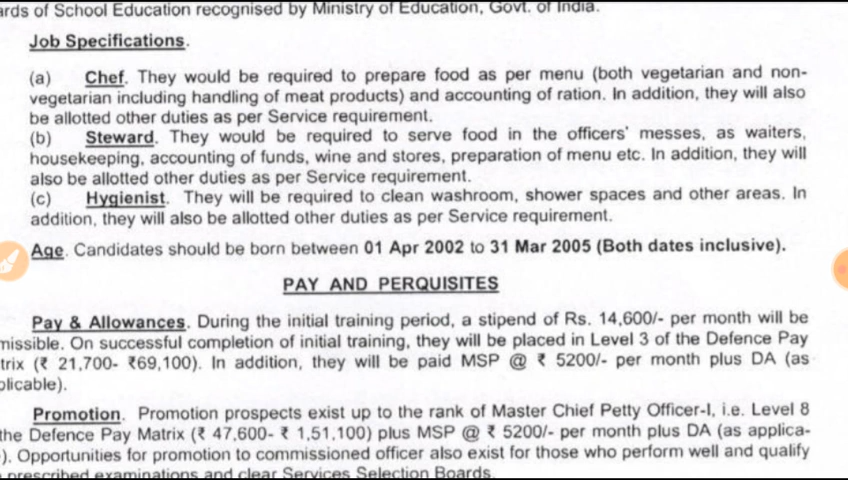 ards of School Education recognised by Ministry of Education, Govt. of India.
Job Specifications.
(a) Chef. They would be required to prepare food as per menu (both vegetarian and non-
vegetarian including handling of meat products) and accounting of ration. In addition, they will also
be allotted other duties as per Service requirement.
(b) Steward. They would be required to serve food in the officers' messes, as waiters,
housekeeping, accounting of funds, wine and stores, preparation of menu etc. In addition, they will
also be allotted other duties as per Service requirement.
(c) Hygienist. They will be required to clean washroom, shower spaces and other areas. In
addition, they will also be allotted other duties as per Service requirement.
Age. Candidates should be born between 01 Apr 2002 to 31 Mar 2005 (Both dates inclusive).
PAY AND PERQUISITES
Pay & Allowances. During the initial training period, a stipend of Rs. 14,600/- per month will be
missible. On successful completion of initial training, they will be placed in Level 3 of the Defence Pay
trix (₹ 21,700- ₹69,100). In addition, they will be paid MSP @ ₹ 5200/- per month plus DA (as
plicable).
Promotion. Promotion prospects exist up to the rank of Master Chief Petty Officer-I, i.e. Level 8
the Defence Pay Matrix (₹ 47,600- ₹ 1,51,100) plus MSP @ ₹ 5200/- per month plus DA (as applica-
). Opportunities for promotion to commissioned officer also exist for those who perform well and qualify
prescribed examinations and clear Services Selection Boards.